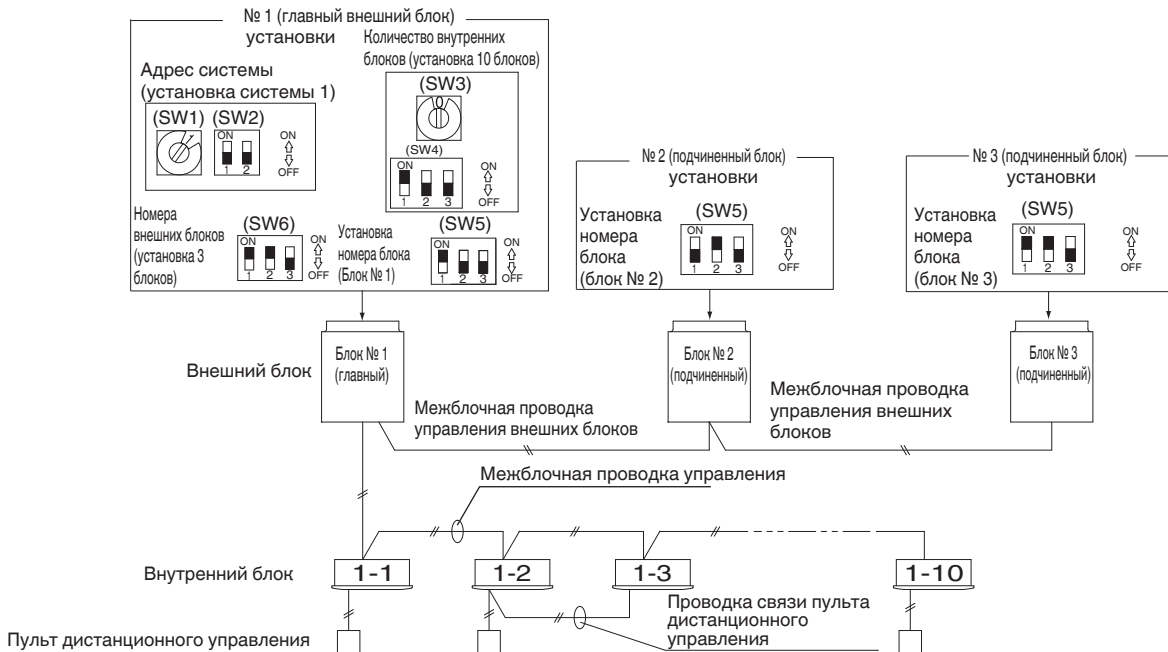 № 1 (главный внешний блок)
установки
Количество внутренних
блоков (установка 10 блоков)
(SW3)
0
(SW4)
ON
1 2 3
ON
OFF
Адрес системы
(установка системы 1)
(SW1) (SW2)
ON
1 2
ON
OFF
Номера
внешних блоков
(установка 3
блоков)
(SW6)
ON
1 2 3
ON
OFF
Установка
номера блока
(Блок № 1)
(SW5)
ON
1 2 3
ON
OFF
№ 2 (подчиненный блок)
установки
Установка
номера
блока
(блок № 2)
(SW5)
ON
1 2 3
ON
OFF
№ 3 (подчиненный блок)
установки
Установка
номера
блока
(блок № 3)
(SW5)
ON
1 2 3
ON
OFF
Внешний блок
Блок № 1
(главный)
Блок № 2
(подчиненный)
Блок № 3
(подчиненный)
Межблочная проводка
управления внешних блоков
Межблочная проводка
управления внешних
блоков
Межблочная проводка управления
Внутренний блок
1-1
1-2
1-3
1-10
Проводка связи пульта
дистанционного
управления
Пульт дистанционного управления